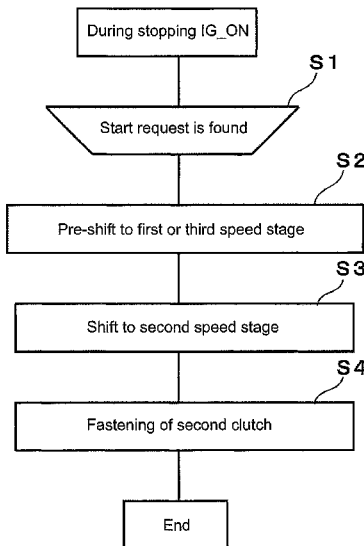 During stopping IG_ON
S1
Start request is found
S2
Pre-shift to first or third speed stage
S3
Shift to second speed stage
S4
Fastening of second clutch
End